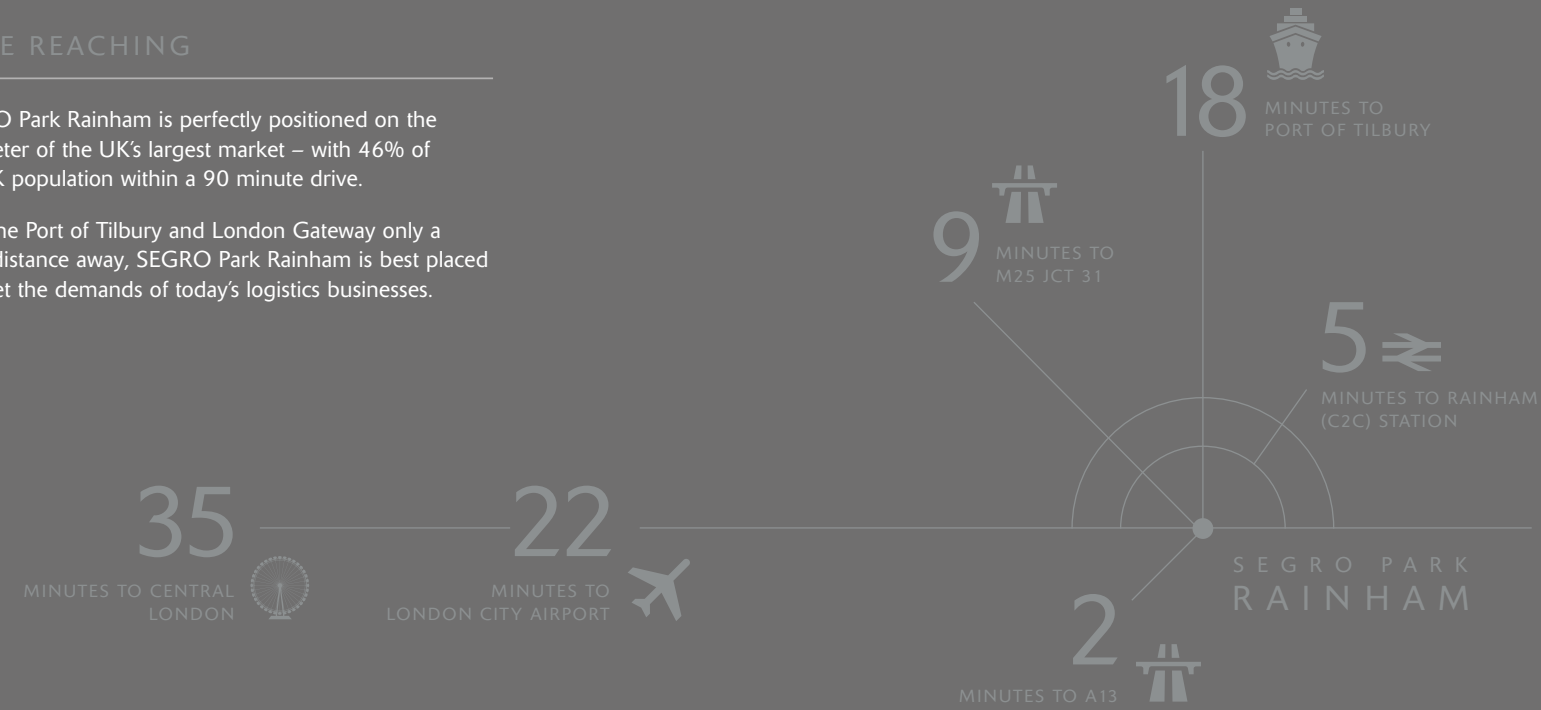 E REACHING
O Park Rainham is perfectly positioned on the
eter of the UK's largest market – with 46% of
K population within a 90 minute drive.
ne Port of Tilbury and London Gateway only a
distance away, SEGRO Park Rainham is best placed
et the demands of today's logistics businesses.
18
MINUTES TO
PORT OF TILBURY
9
MINUTES TO
M25 JCT 31
5
MINUTES TO RAINHAM
(C2C) STATION
35
MINUTES TO CENTRAL
LONDON
22
MINUTES TO
LONDON CITY AIRPORT
SEGRO PARK
RAINHAM
2
MINUTES TO A13